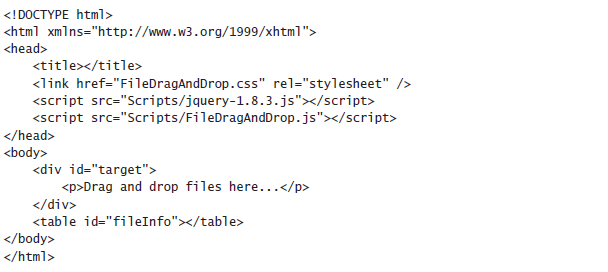 <!DOCTYPE html>
<html xmlns="http://www.w3.org/1999/xhtml">
<head>
    <title></title>
    <link href="FileDragAndDrop.css" rel="stylesheet" />
    <script src="Scripts/jquery-1.8.3.js"></script>
    <script src="Scripts/FileDragAndDrop.js"></script>
</head>
<body>
    <div id="target">
        <p>Drag and drop files here...</p>
    </div>
    <table id="fileInfo"></table>
</body>
</html>